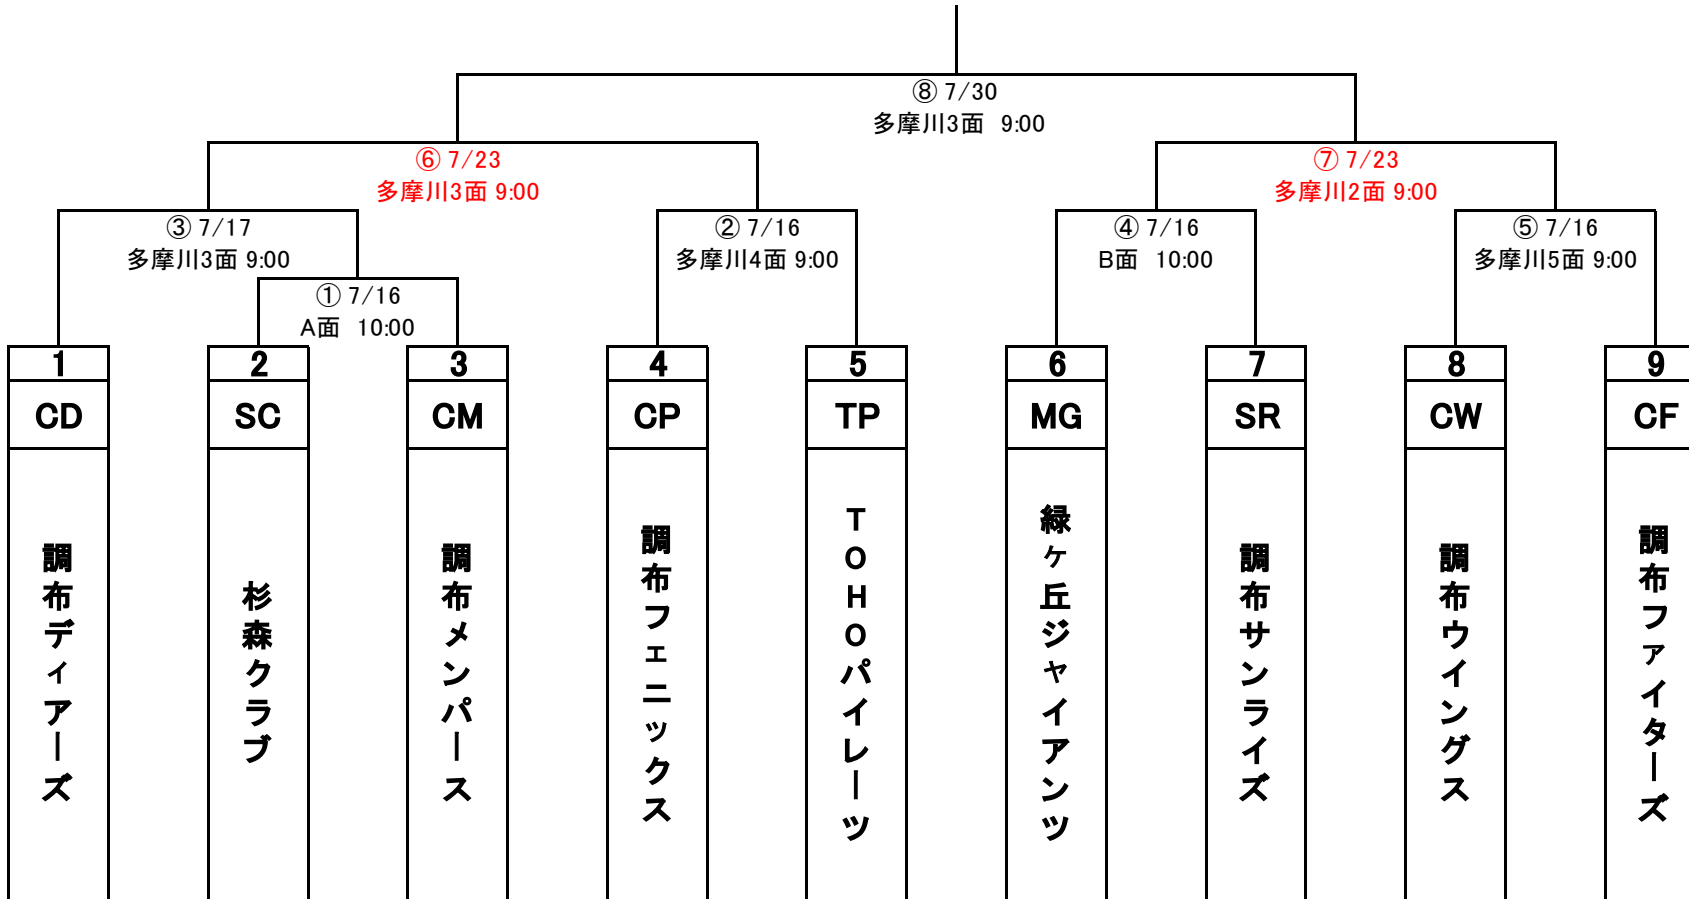 ⑧ 7/30
多摩川3面 9:00
⑥ 7/23
多摩川3面 9:00
⑦ 7/23
多摩川2面 9:00
③ 7/17
多摩川3面 9:00
② 7/16
多摩川4面 9:00
④ 7/16
B面 10:00
⑤ 7/16
多摩川5面 9:00
① 7/16
A面 10:00
1
2
3
4
5
6
7
8
9
CD
SC
CM
CP
TP
MG
SR
CW
CF
調布ディアーズ
杉森クラブ
調布メンパース
調布フェニックス
TOHOパイレーツ
緑ヶ丘ジャイアンツ
調布サンライズ
調布ウイングス
調布ファイターズ